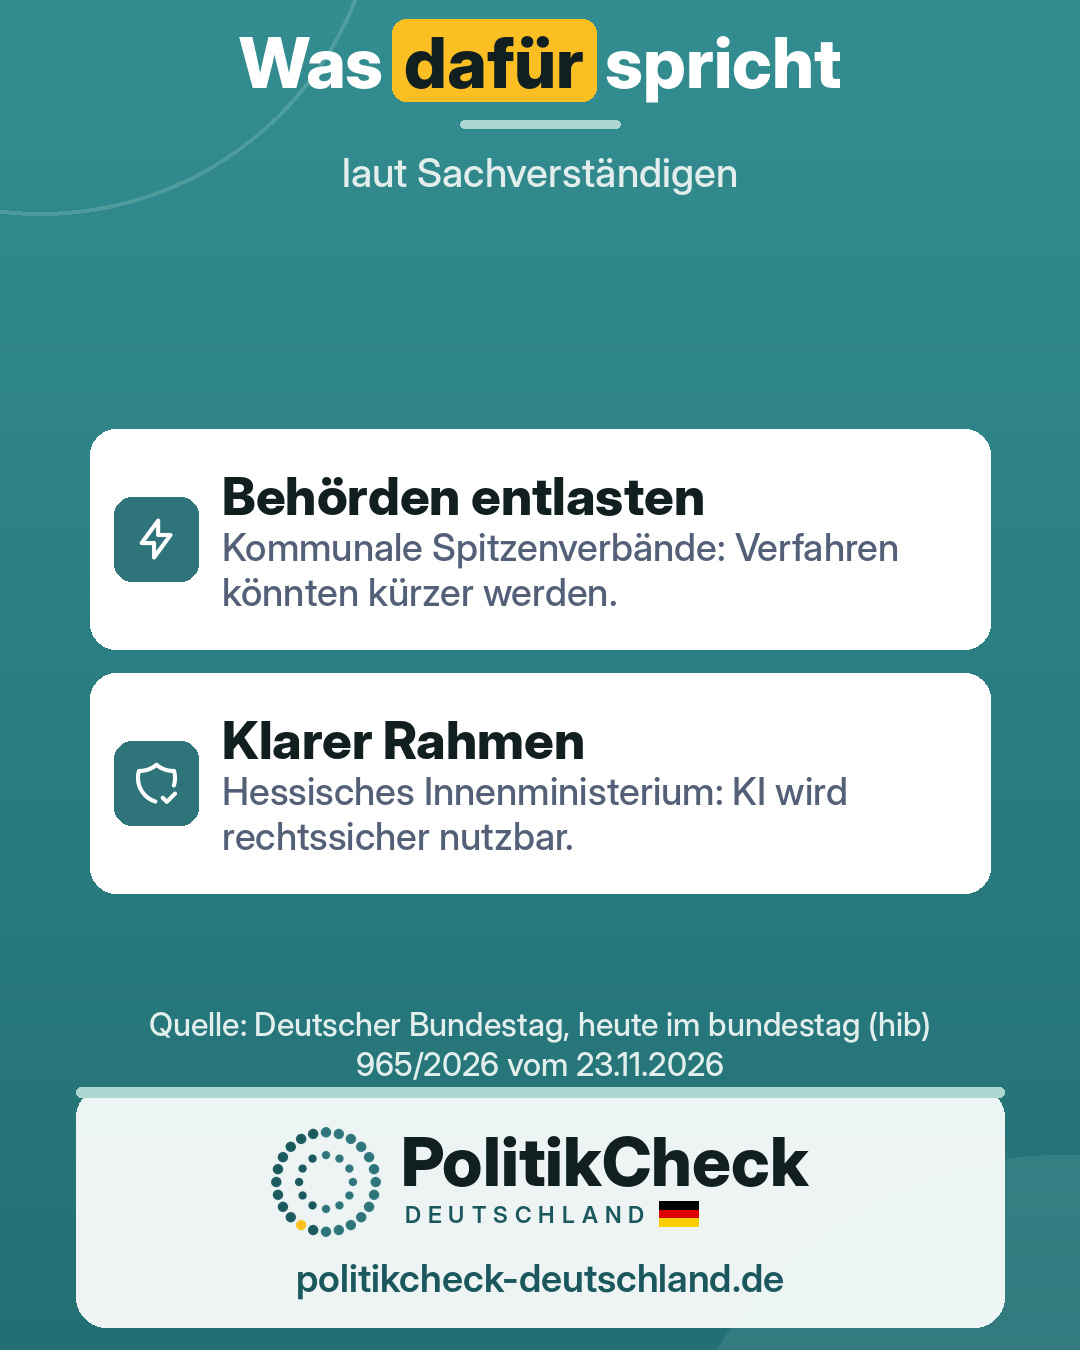 Was dafür spricht
laut Sachverständigen
Behörden entlasten
Kommunale Spitzenverbände: Verfahren
könnten kürzer werden.
Klarer Rahmen
Hessisches Innenministerium: KI wird
rechtssicher nutzbar.
Quelle: Deutscher Bundestag, heute im bundestag (hib)
965/2026 vom 23.11.2026
PolitikCheck
DEUTSCHLAND
politikcheck-deutschland.de